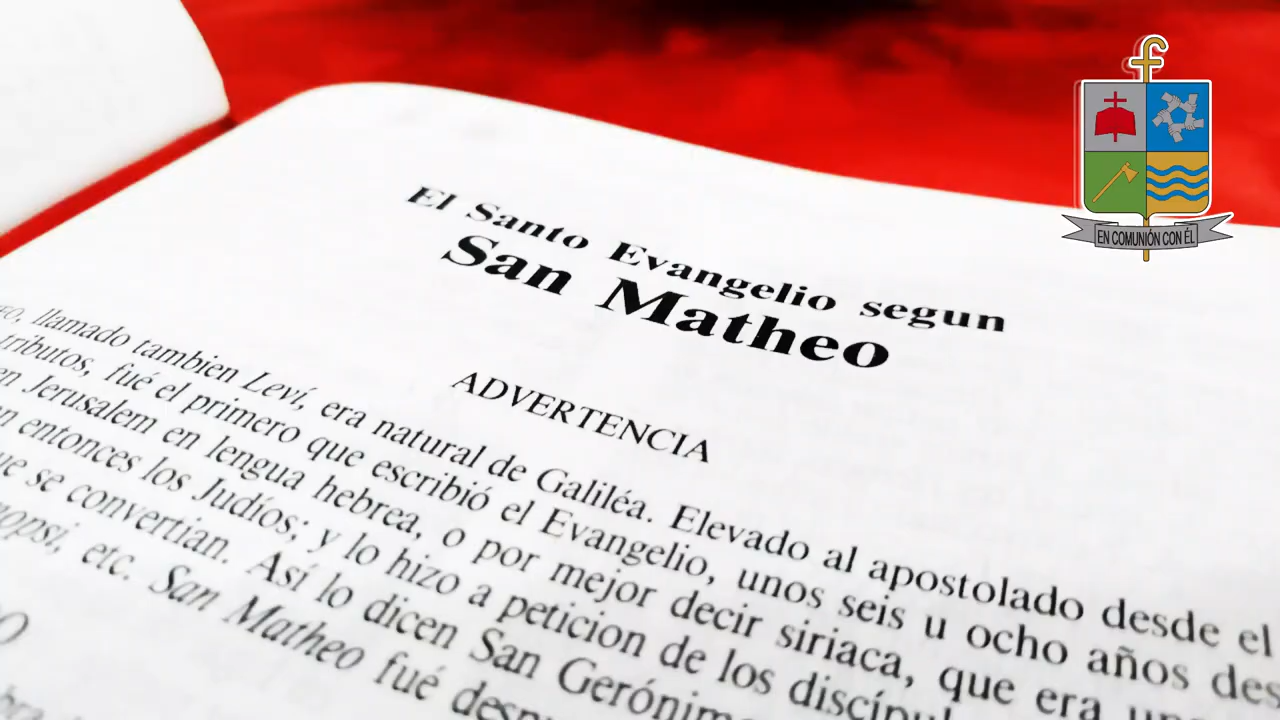 El Santo Evangelio segun
San Matheo
ADVERTENCIA
llamado tambien Leví, era natural de Galiléa. Elevado al apostolado desde el
tributos, fué el primero que escribió el Evangelio, unos seis u ocho años
en Jerusalem en lengua hebrea, o por mejor decir siriaca, que era
entonces los Judíos; y lo hizo a peticion de los
se convertian. Así lo dicen San
etc. San Matheo fué
EN COMUNIÓN CON ÉL